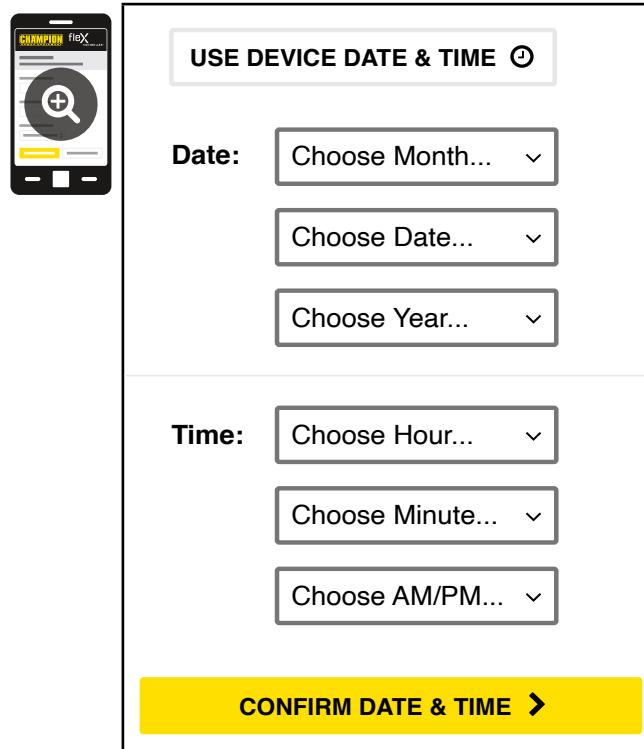 CHAMPION fleX
CONTROLLER
USE DEVICE DATE & TIME
Date: Choose Month...
Choose Date...
Choose Year...
Time: Choose Hour...
Choose Minute...
Choose AM/PM...
CONFIRM DATE & TIME